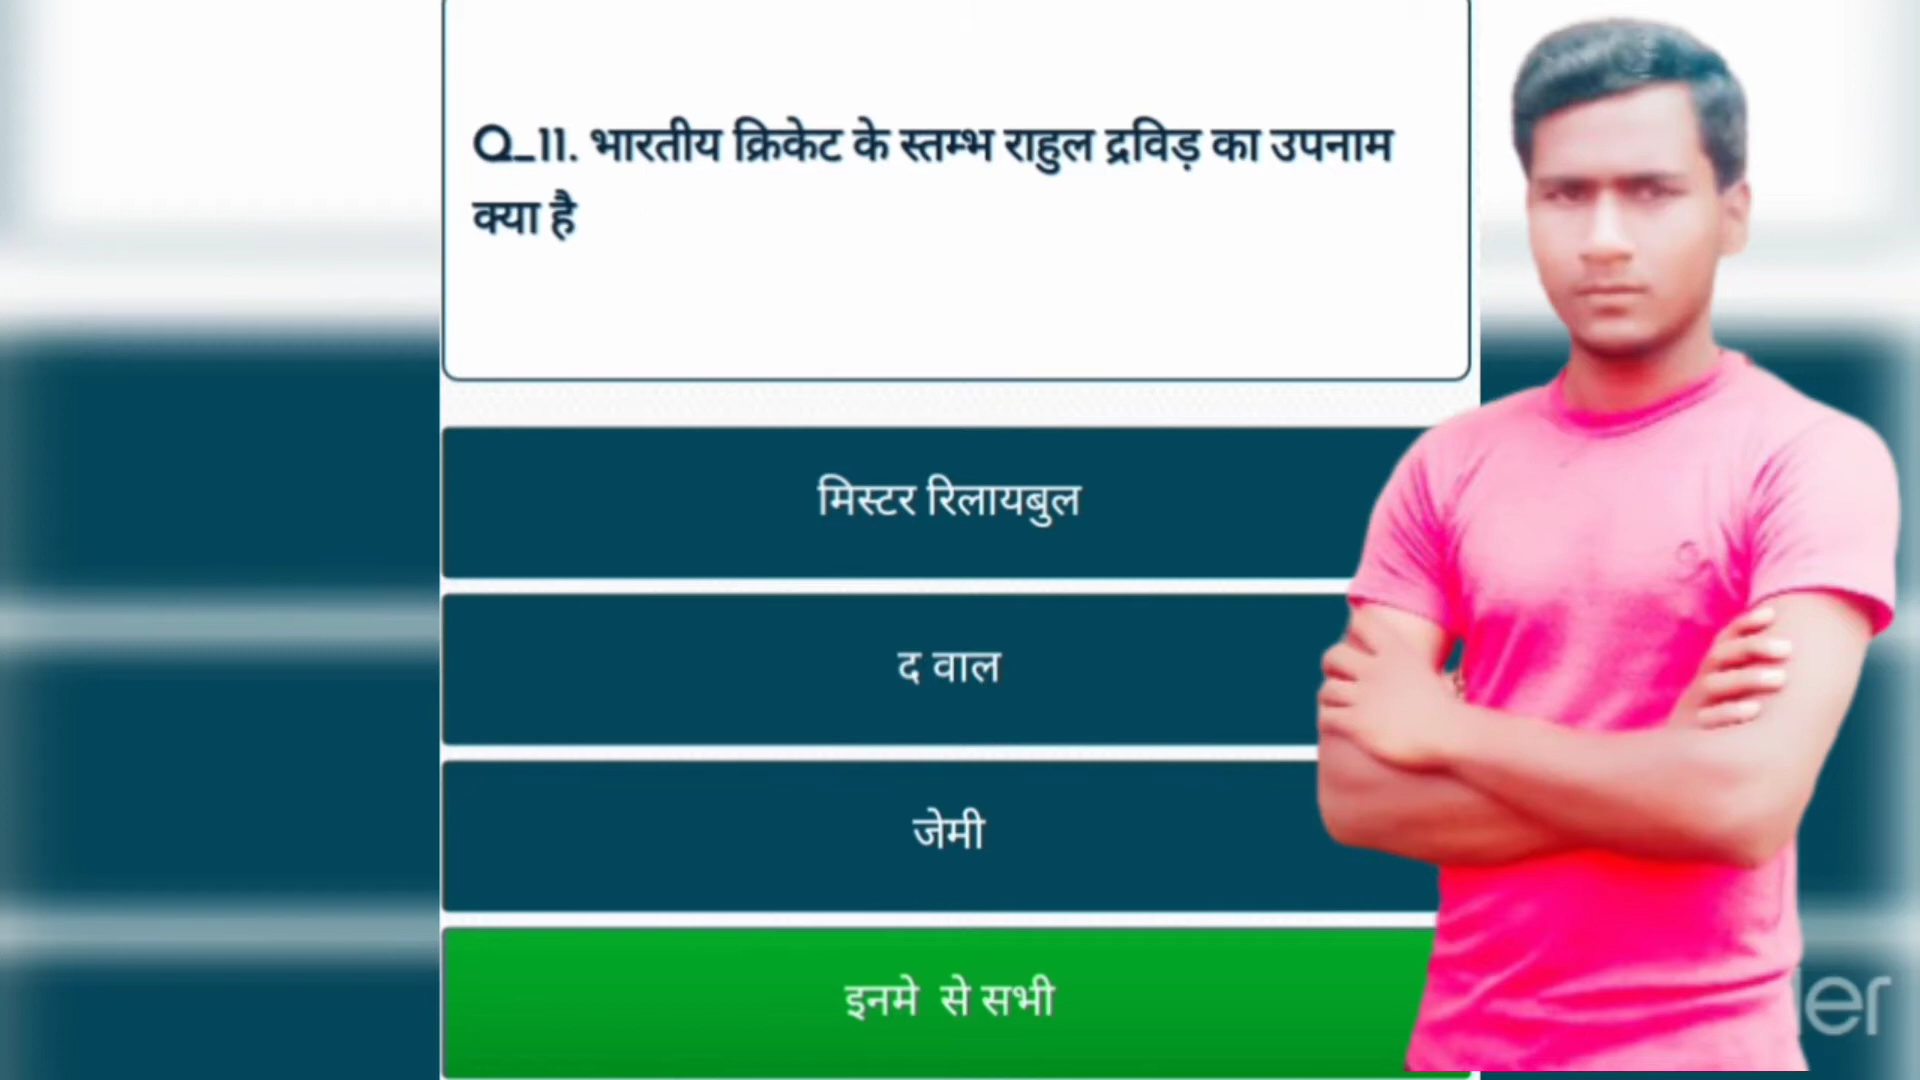 Q_11. भारतीय क्रिकेट के स्तम्भ राहुल द्रविड़ का उपनाम
क्या है
मिस्टर रिलायबुल
द वाल
जेमी
इनमे से सभी